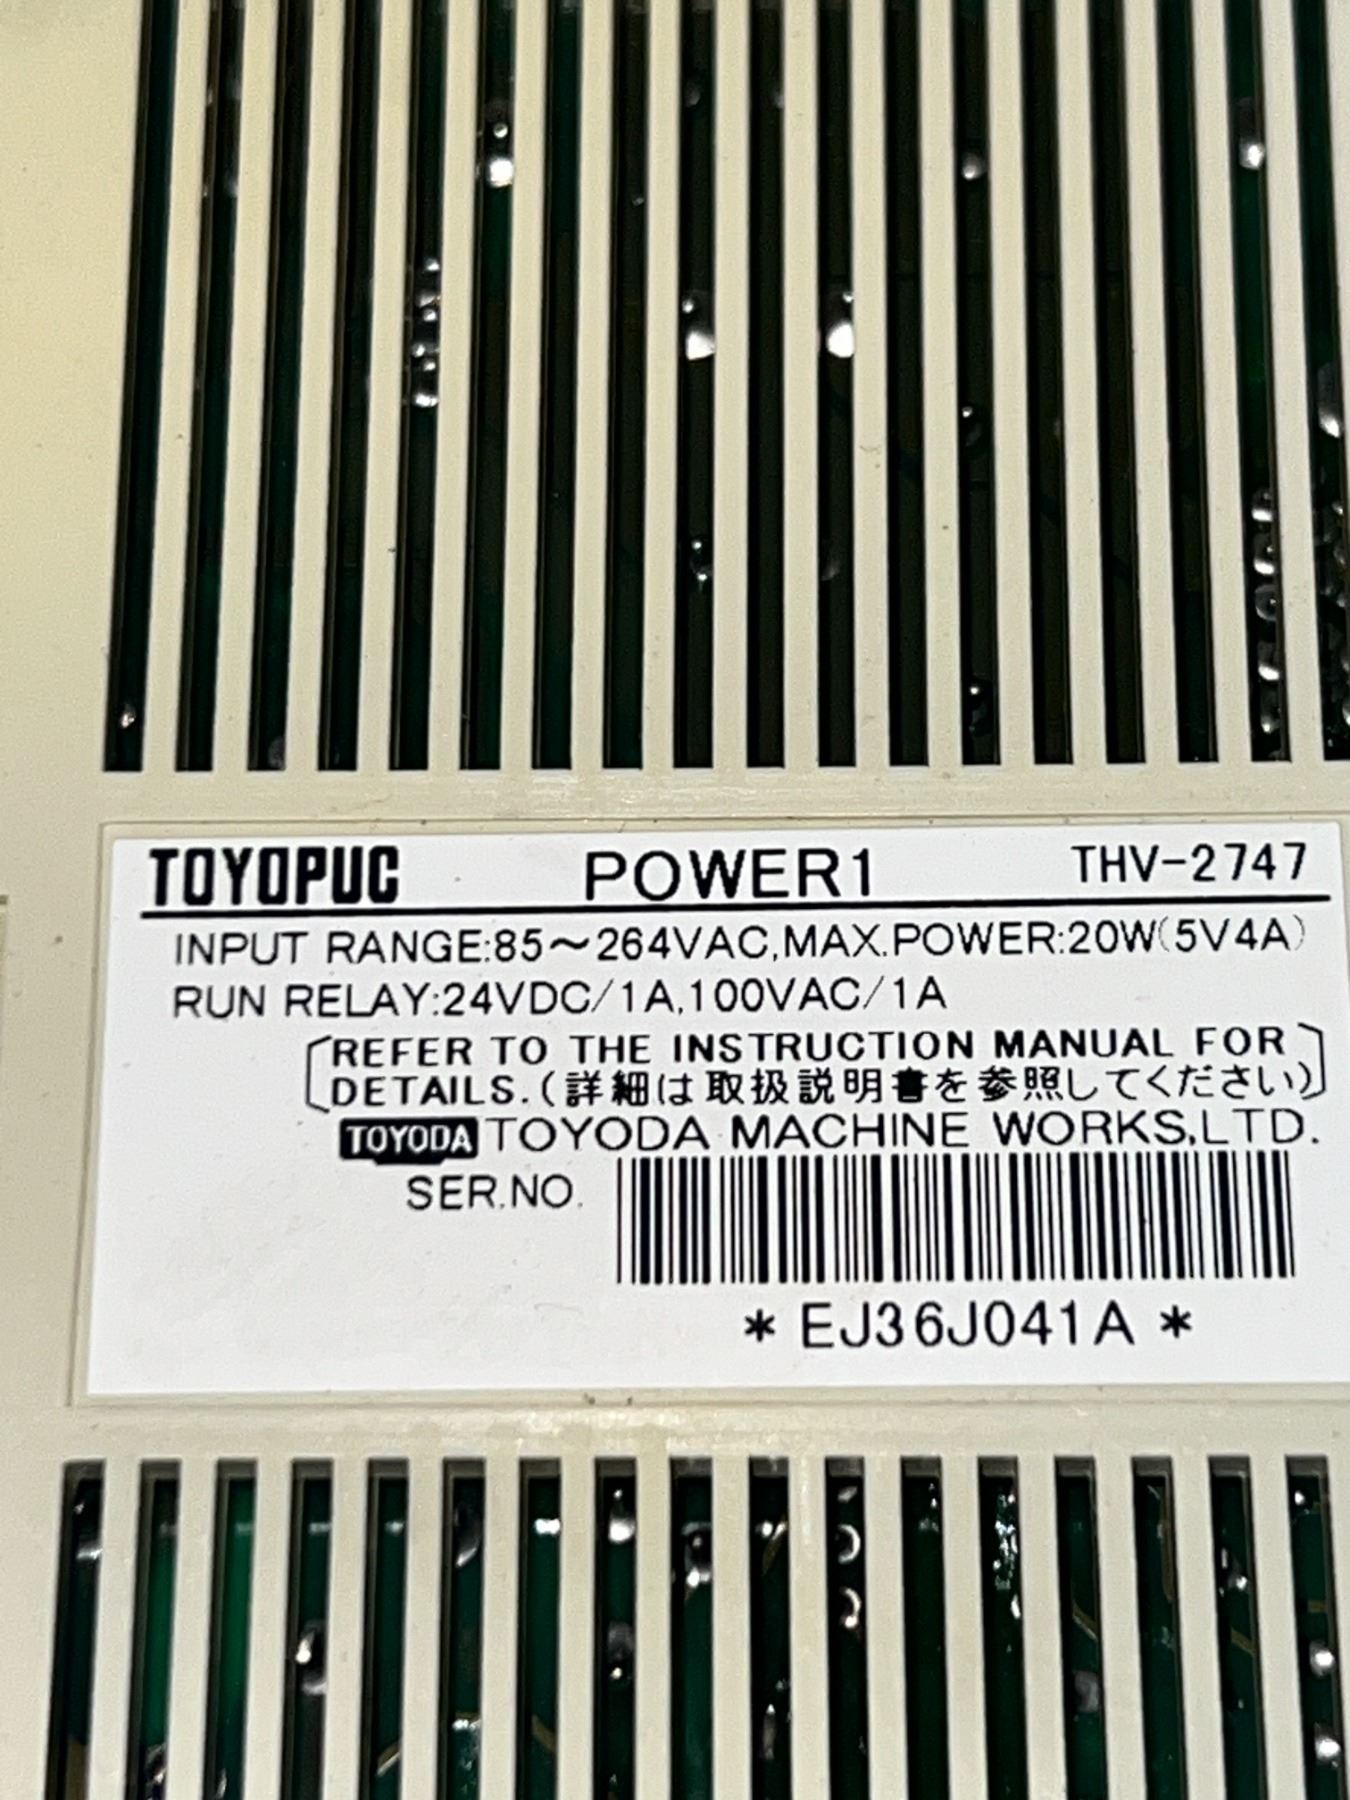 TOYOPUC POWER1 THV-2747
INPUT RANGE:85～264VAC,MAX.POWER:20W(5V4A)
RUN RELAY:24VDC/1A,100VAC/1A
[REFER TO THE INSTRUCTION MANUAL FOR
DETAILS.(詳細は取扱説明書を参照してください)]
TOYODA TOYODA MACHINE WORKS,LTD.
SER.NO.
* EJ36J041A *